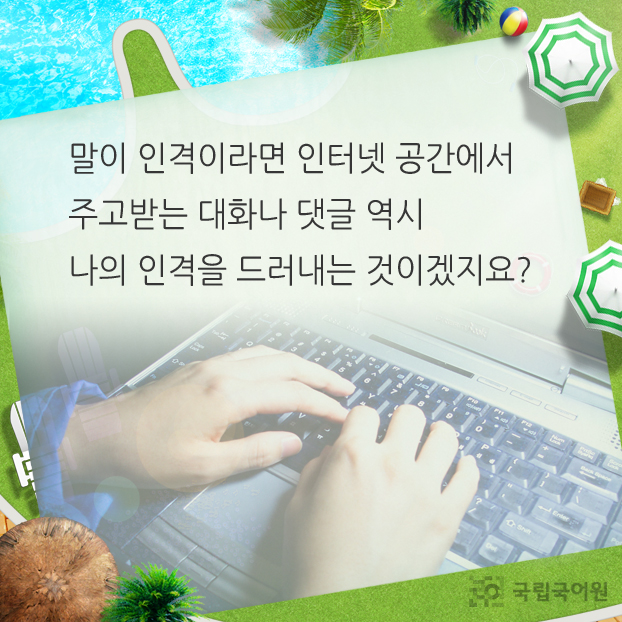 말이 인격이라면 인터넷 공간에서
주고받는 대화나 댓글 역시
나의 인격을 드러내는 것이겠지요?
국립국어원